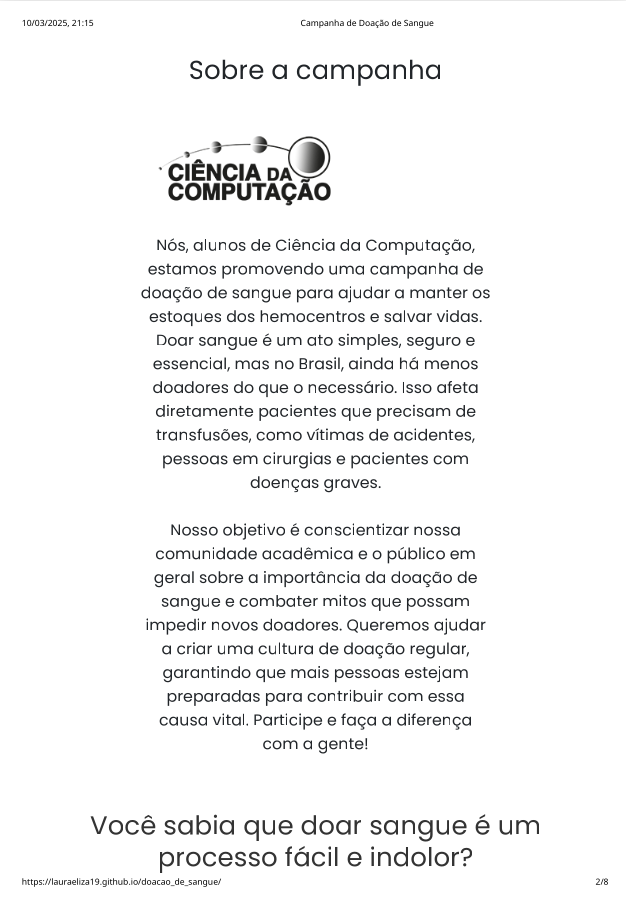 10/03/2025, 21:15
Campanha de Doação de Sangue
Sobre a campanha
CIÊNCIA DA
COMPUTAÇÃO
Nós, alunos de Ciência da Computação,
estamos promovendo uma campanha de
doação de sangue para ajudar a manter os
estoques dos hemocentros e salvar vidas.
Doar sangue é um ato simples, seguro e
essencial, mas no Brasil, ainda há menos
doadores do que o necessário. Isso afeta
diretamente pacientes que precisam de
transfusões, como vítimas de acidentes,
pessoas em cirurgias e pacientes com
doenças graves.
Nosso objetivo é conscientizar nossa
comunidade acadêmica e o público em
geral sobre a importância da doação de
sangue e combater mitos que possam
impedir novos doadores. Queremos ajudar
a criar uma cultura de doação regular,
garantindo que mais pessoas estejam
preparadas para contribuir com essa
causa vital. Participe e faça a diferença
com a gente!
Você sabia que doar sangue é um
processo fácil e indolor?
https://lauraeliza19.github.io/doacao_de_sangue/
2/8